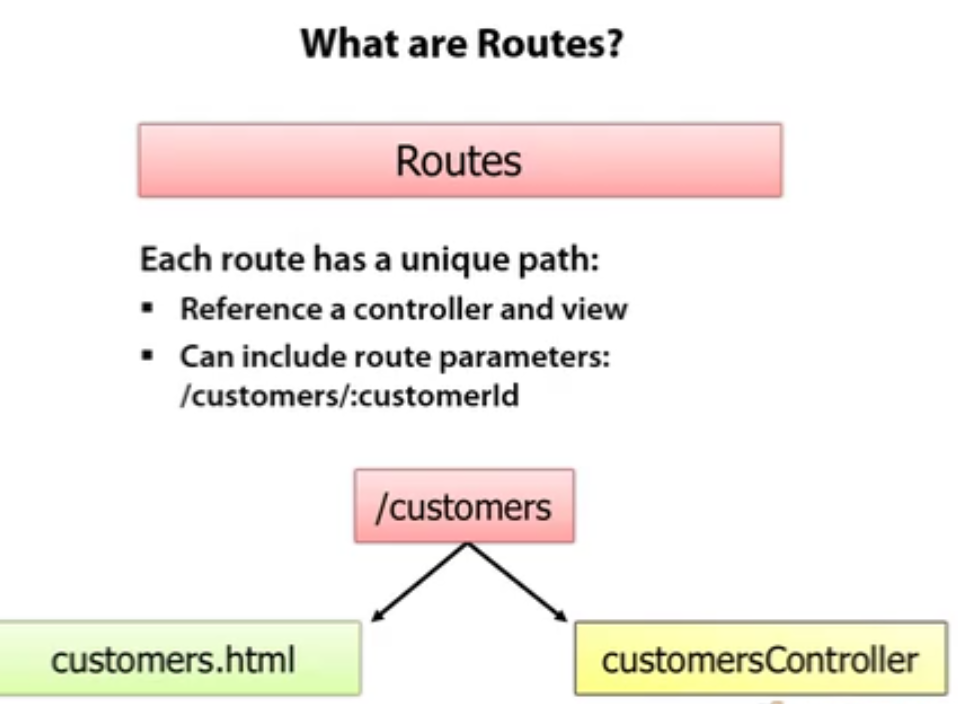 What are Routes?
Routes
Each route has a unique path:
▪ Reference a controller and view
▪ Can include route parameters:
/customers/:customerId
/customers
customers.html
customersController